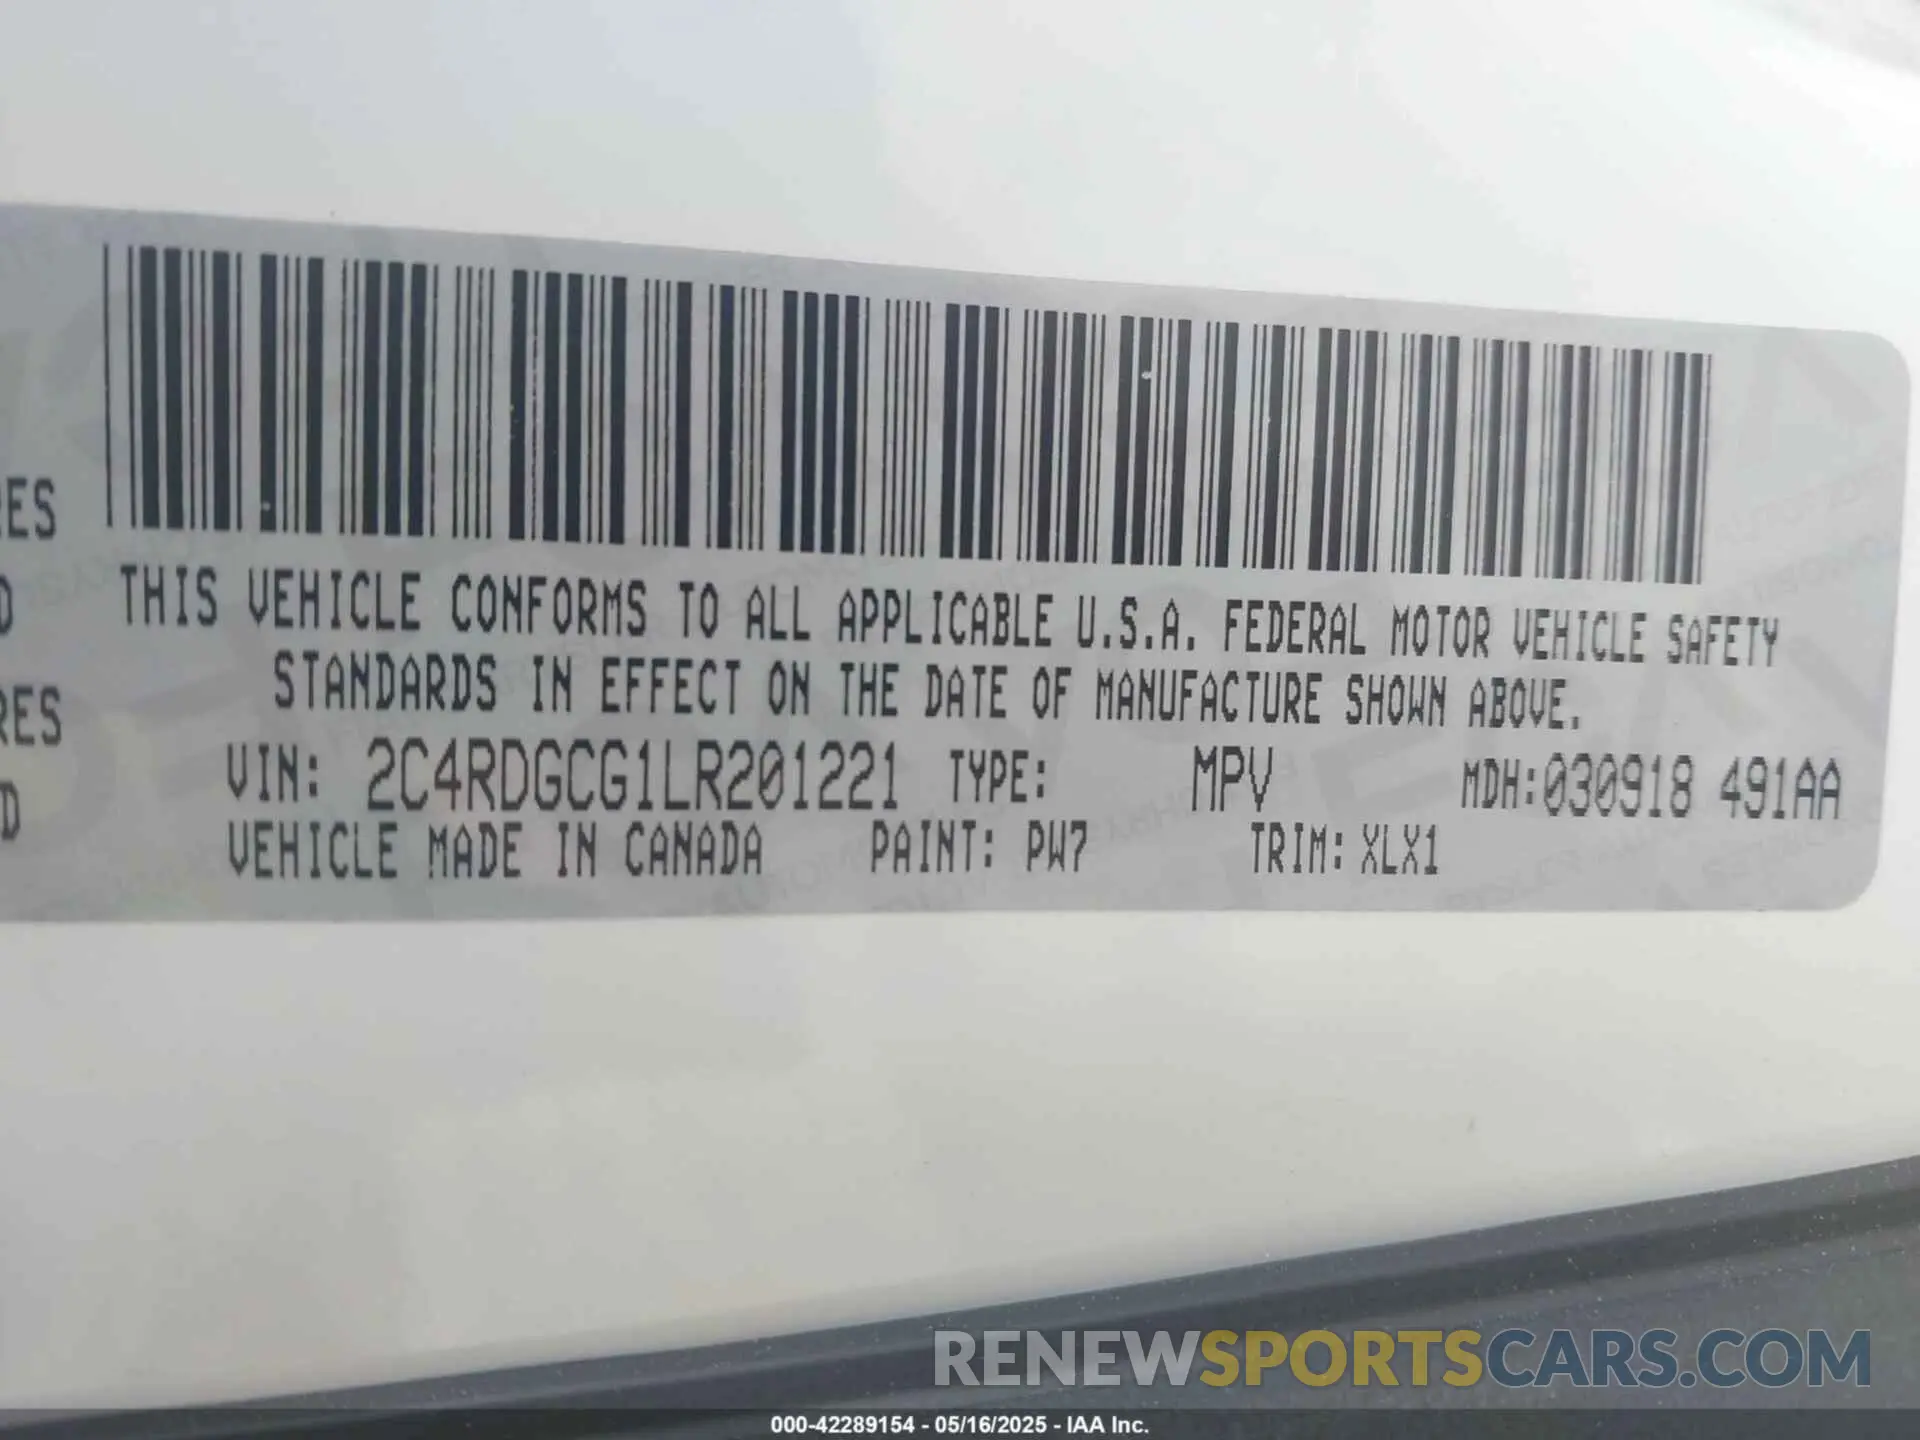 RES
D
RES
D
THIS VEHICLE CONFORMS TO ALL APPLICABLE U.S.A. FEDERAL MOTOR VEHICLE SAFETY
STANDARDS IN EFFECT ON THE DATE OF MANUFACTURE SHOWN ABOVE.
VIN: 2C4RDGCG1LR201221 TYPE: MPV MDH:030918 491AA
VEHICLE MADE IN CANADA PAINT: PW7 TRIM: XLX1
RENEWSPORTSCARS.COM
000-42289154 - 05/16/2025 - IAA Inc.